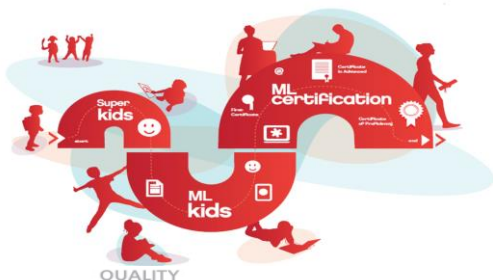 Super
kids
start
ML
kids
First
Certificate
ML
certification
Certificate
in Advanced
Certificate
of Proficiency
end
QUALITY